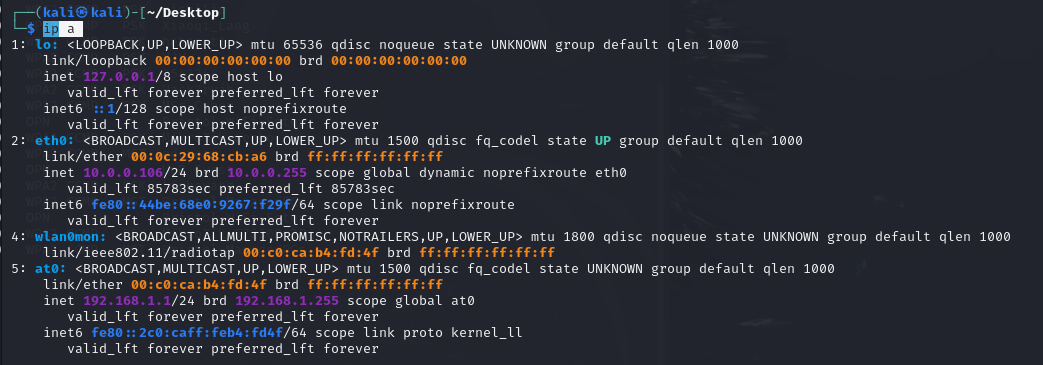 ┌──(kali㉿kali)-[~/Desktop]
└─$ ip a
1: lo: <LOOPBACK,UP,LOWER_UP> mtu 65536 qdisc noqueue state UNKNOWN group default qlen 1000
    link/loopback 00:00:00:00:00:00 brd 00:00:00:00:00:00
    inet 127.0.0.1/8 scope host lo
       valid_lft forever preferred_lft forever
    inet6 ::1/128 scope host noprefixroute
       valid_lft forever preferred_lft forever
2: eth0: <BROADCAST,MULTICAST,UP,LOWER_UP> mtu 1500 qdisc fq_codel state UP group default qlen 1000
    link/ether 00:0c:29:68:cb:a6 brd ff:ff:ff:ff:ff:ff
    inet 10.0.0.106/24 brd 10.0.0.255 scope global dynamic noprefixroute eth0
       valid_lft 85783sec preferred_lft 85783sec
    inet6 fe80::44be:68e0:9267:f29f/64 scope link noprefixroute
       valid_lft forever preferred_lft forever
4: wlan0mon: <BROADCAST,ALLMULTI,PROMISC,NOTRAILERS,UP,LOWER_UP> mtu 1800 qdisc noqueue state UNKNOWN group default qlen 1000
    link/ieee802.11/radiotap 00:c0:ca:b4:fd:4f brd ff:ff:ff:ff:ff:ff
5: at0: <BROADCAST,MULTICAST,UP,LOWER_UP> mtu 1500 qdisc fq_codel state UNKNOWN group default qlen 1000
    link/ether 00:c0:ca:b4:fd:4f brd ff:ff:ff:ff:ff:ff
    inet 192.168.1.1/24 brd 192.168.1.255 scope global at0
       valid_lft forever preferred_lft forever
    inet6 fe80::2c0:caff:feb4:fd4f/64 scope link proto kernel_ll
       valid_lft forever preferred_lft forever